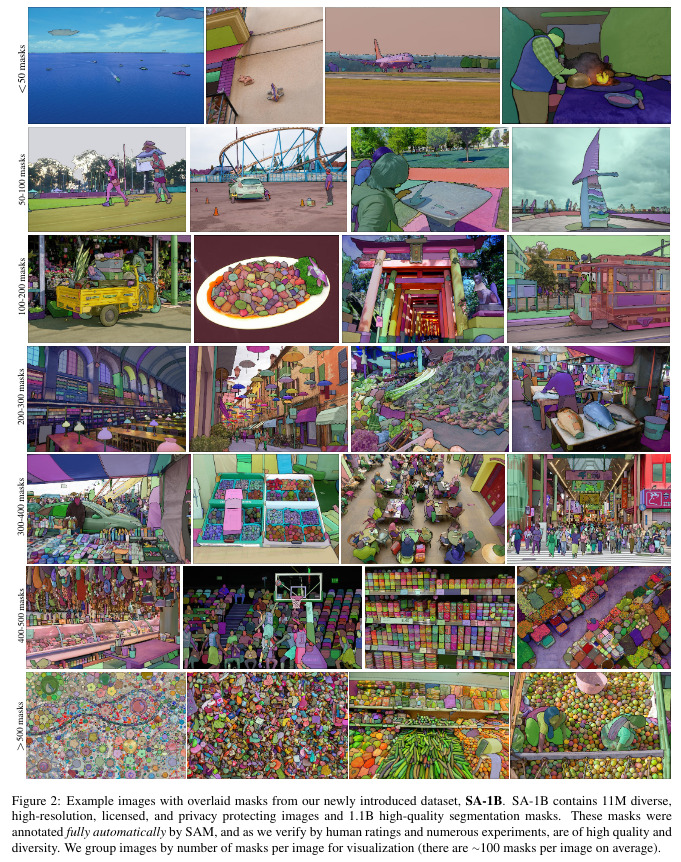 < 50 masks
50-100 masks
100-200 masks
200-300 masks
300-400 masks
400-500 masks
> 500 masks
Figure 2: Example images with overlaid masks from our newly introduced dataset, SA-1B. SA-1B contains 11M diverse,
high-resolution, licensed, and privacy protecting images and 1.1B high-quality segmentation masks. These masks were
annotated fully automatically by SAM, and as we verify by human ratings and numerous experiments, are of high quality and
diversity. We group images by number of masks per image for visualization (there are ∼100 masks per image on average).